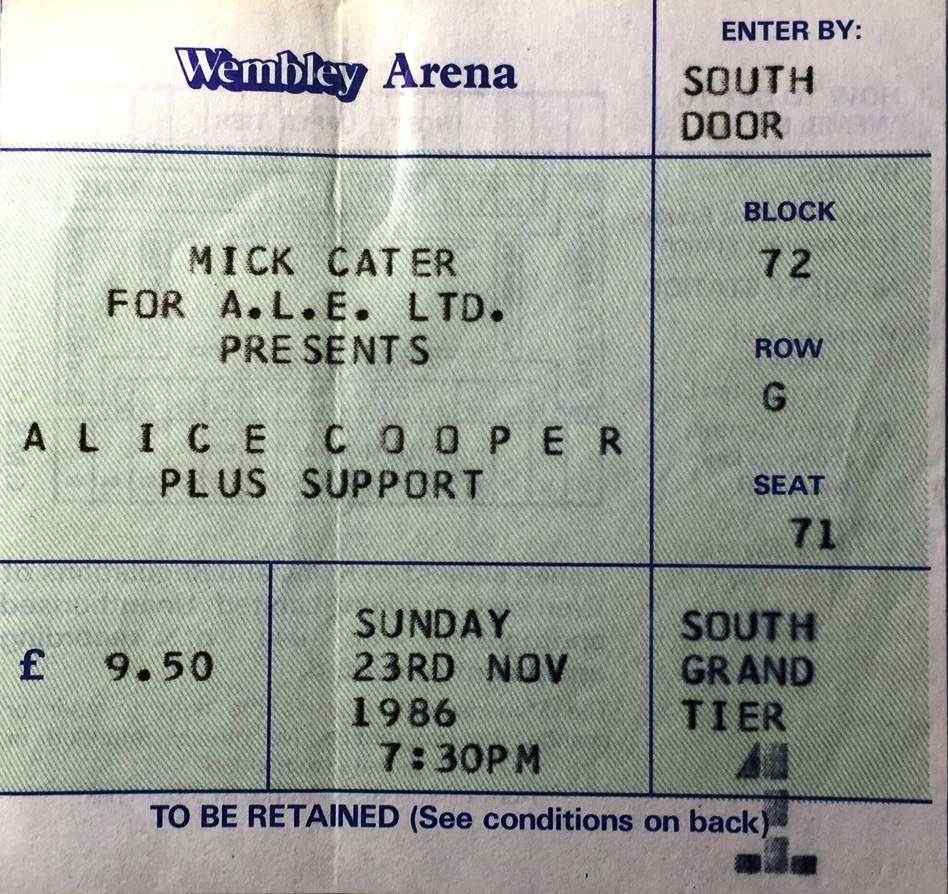 Wembley Arena
ENTER BY:
SOUTH
DOOR
MICK CATER
FOR A.L.E. LTD.
PRESENTS
ALICE COOPER
PLUS SUPPORT
BLOCK
72
ROW
G
SEAT
71
£ 9.50
SUNDAY
23RD NOV
1986
7:30PM
SOUTH
GRAND
TIER
TO BE RETAINED (See conditions on back)